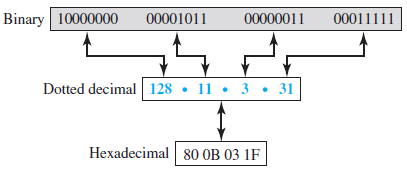 Binary 10000000 00001011 00000011 00011111
Dotted decimal 128 • 11 • 3 • 31
Hexadecimal 80 0B 03 1F